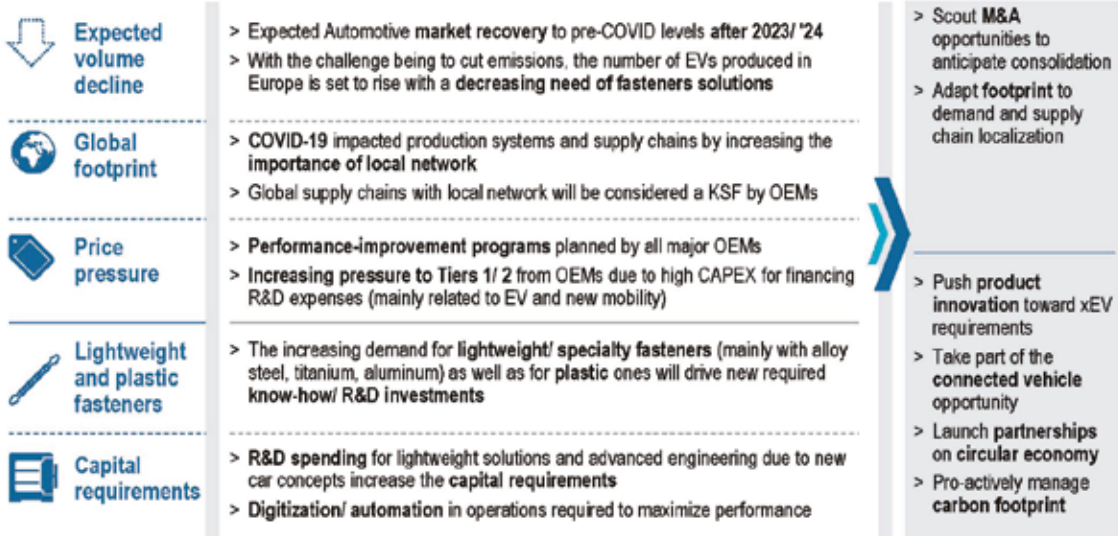 Expected
volume
decline
> Expected Automotive market recovery to pre-COVID levels after 2023/ '24
> With the challenge being to cut emissions, the number of EVs produced in
Europe is set to rise with a decreasing need of fasteners solutions
Global
footprint
> COVID-19 impacted production systems and supply chains by increasing the
importance of local network
> Global supply chains with local network will be considered a KSF by OEMs
Price
pressure
> Performance-improvement programs planned by all major OEMs
> Increasing pressure to Tiers 1/ 2 from OEMs due to high CAPEX for financing
R&D expenses (mainly related to EV and new mobility)
Lightweight
and plastic
fasteners
> The increasing demand for lightweight/ specialty fasteners (mainly with alloy
steel, titanium, aluminum) as well as for plastic ones will drive new required
know-how/ R&D investments
Capital
requirements
> R&D spending for lightweight solutions and advanced engineering due to new
car concepts increase the capital requirements
> Digitization/ automation in operations required to maximize performance
> Scout M&A
opportunities to
anticipate consolidation
> Adapt footprint to
demand and supply
chain localization
> Push product
innovation toward xEV
requirements
> Take part of the
connected vehicle
opportunity
> Launch partnerships
on circular economy
> Pro-actively manage
carbon footprint